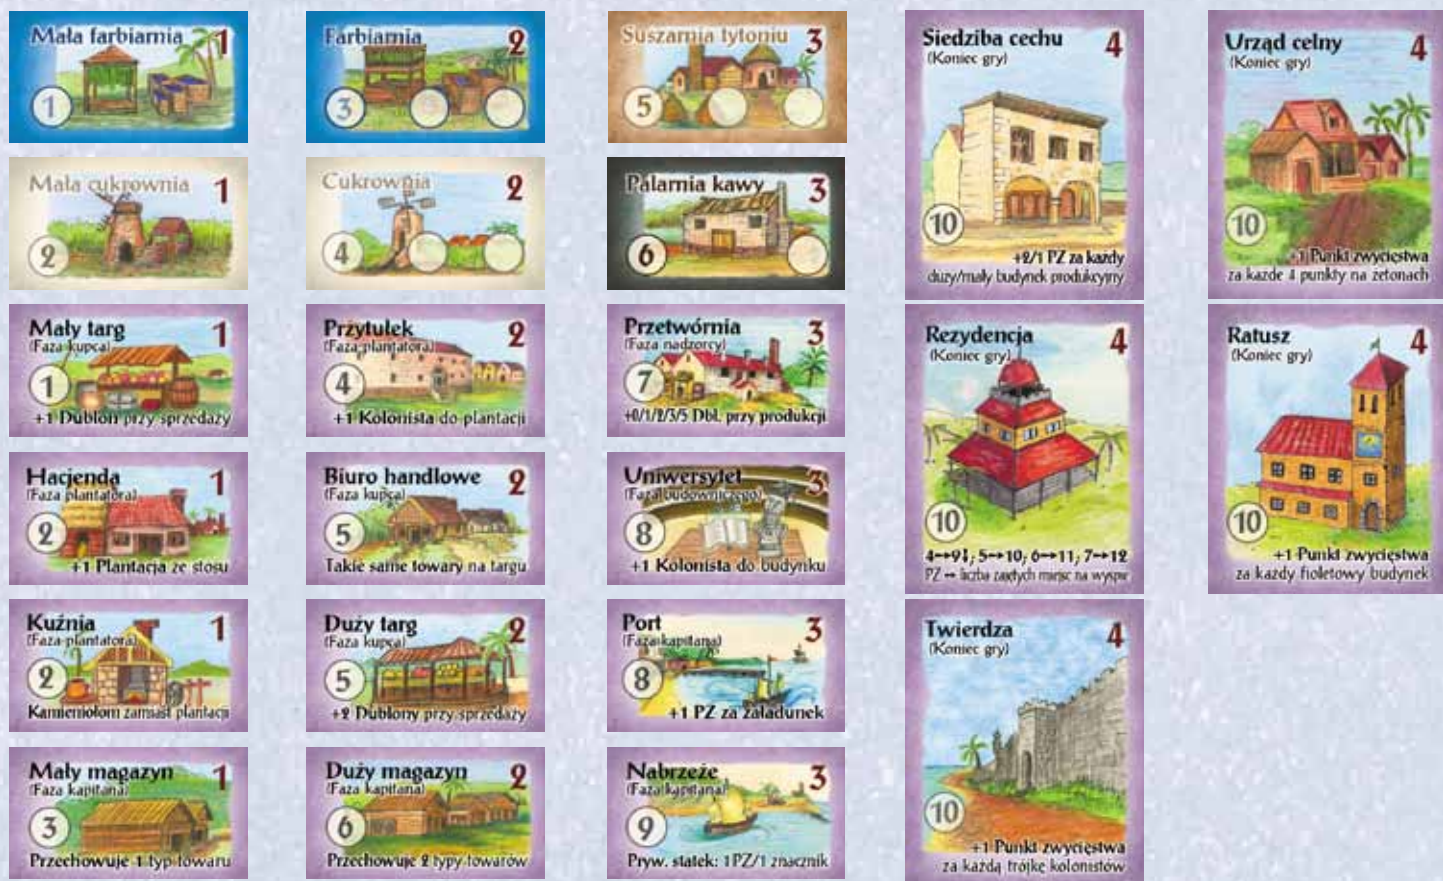 Mała farbiarnia 1
1
Farbiarnia 2
3
Suszarnia tytoniu 3
5
Siedziba cechu 4
(Koniec gry)
10
+2/1 PZ za każdy
duży/mały budynek produkcyjny
Urząd celny 4
(Koniec gry)
10
+1 Punkt zwycięstwa
za każde 4 punkty na żetonach
Mała cukrownia 1
2
Cukrownia 2
4
Palarnia kawy 3
6
Mały targ 1
(Faza kupca)
1
+1 Dublon przy sprzedaży
Przytułek 2
(Faza plantatora)
4
+1 Kolonista do plantacji
Przetwórnia 3
(Faza nadzorcy)
7
+0/1/2/3/5 Dbl. przy produkcji
Rezydencja 4
(Koniec gry)
10
4→9↓; 5→10; 6→11; 7→12
PZ ↔ liczba zajętych miejsc na wyspie
Ratusz 4
(Koniec gry)
10
+1 Punkt zwycięstwa
za każdy fioletowy budynek
Hacjenda 1
(Faza plantatora)
2
+1 Plantacja ze stosu
Biuro handlowe 2
(Faza kupca)
5
Takie same towary na targu
Uniwersytet 3
(Faza budowniczego)
8
+1 Kolonista do budynku
Kuźnia 1
(Faza plantatora)
2
Kamieniołom zamiast plantacji
Duży targ 2
(Faza kupca)
5
+2 Dublony przy sprzedaży
Port 3
(Faza kapitana)
8
+1 PZ za załadunek
Twierdza 4
(Koniec gry)
10
+1 Punkt zwycięstwa
za każdą trójkę kolonistów
Mały magazyn 1
(Faza kapitana)
3
Przechowuje 1 typ towaru
Duży magazyn 2
(Faza kapitana)
6
Przechowuje 2 typy towarów
Nabrzeże 3
(Faza kapitana)
9
Pryw. statek: 1PZ/1 znacznik